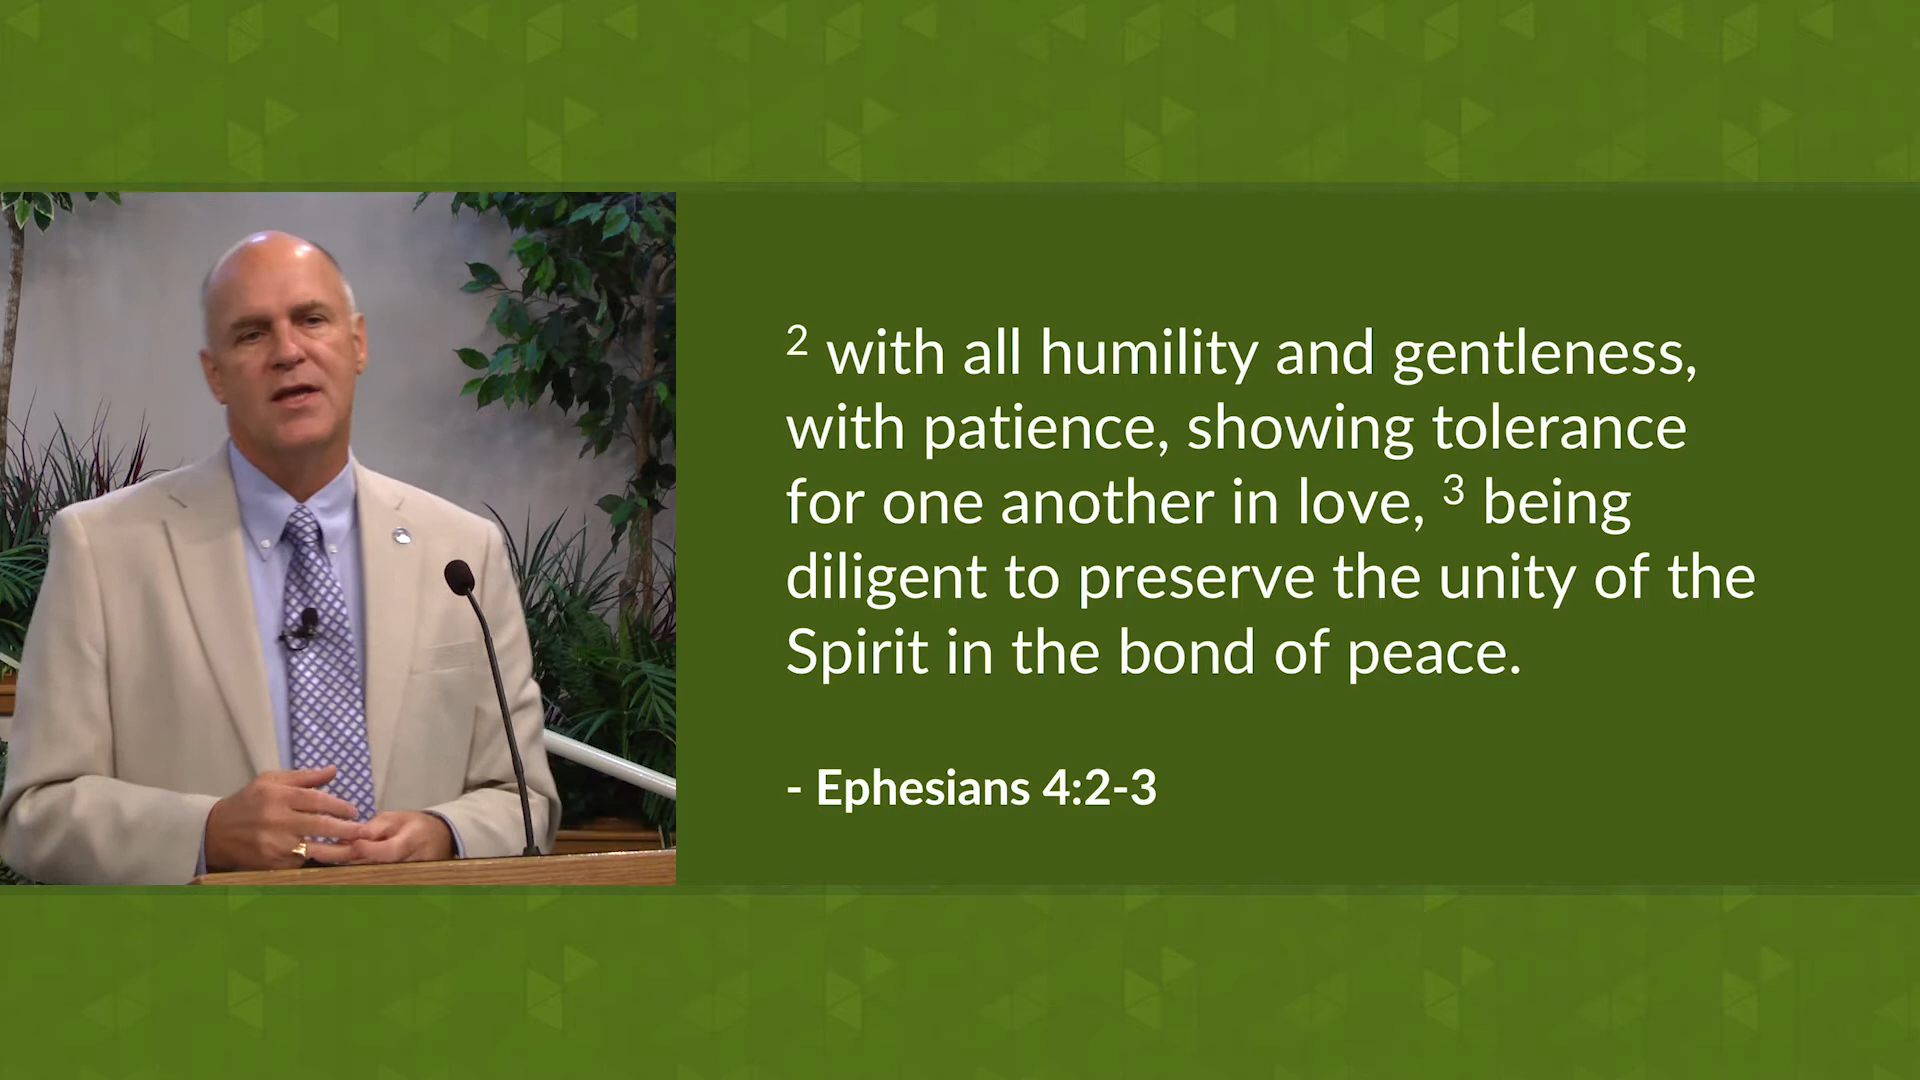 2 with all humility and gentleness,
with patience, showing tolerance
for one another in love, 3 being
diligent to preserve the unity of the
Spirit in the bond of peace.
- Ephesians 4:2-3